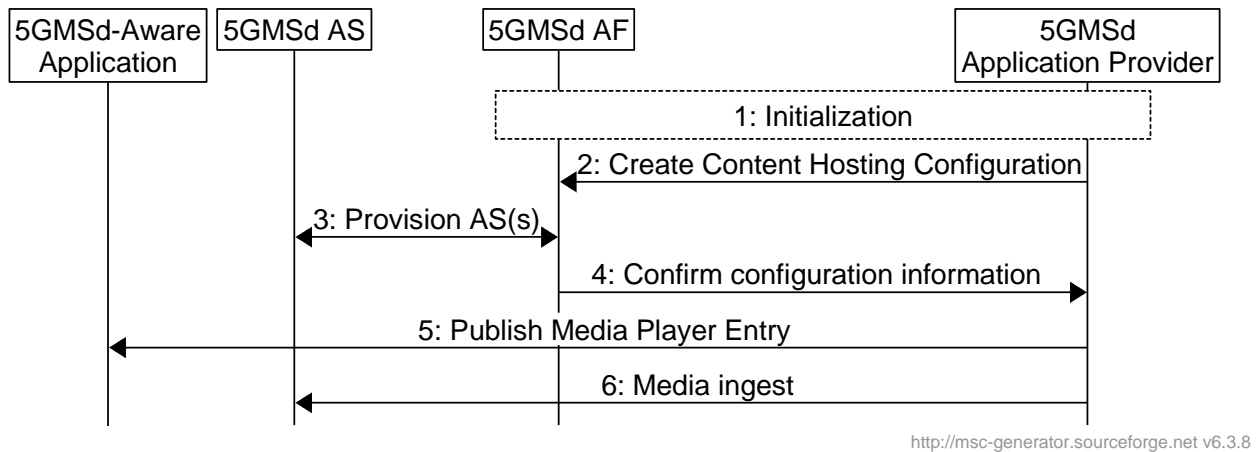 5GMSd-Aware
Application
5GMSd AS
5GMSd AF
5GMSd
Application Provider
1: Initialization
2: Create Content Hosting Configuration
3: Provision AS(s)
4: Confirm configuration information
5: Publish Media Player Entry
6: Media ingest
http://msc-generator.sourceforge.net v6.3.8